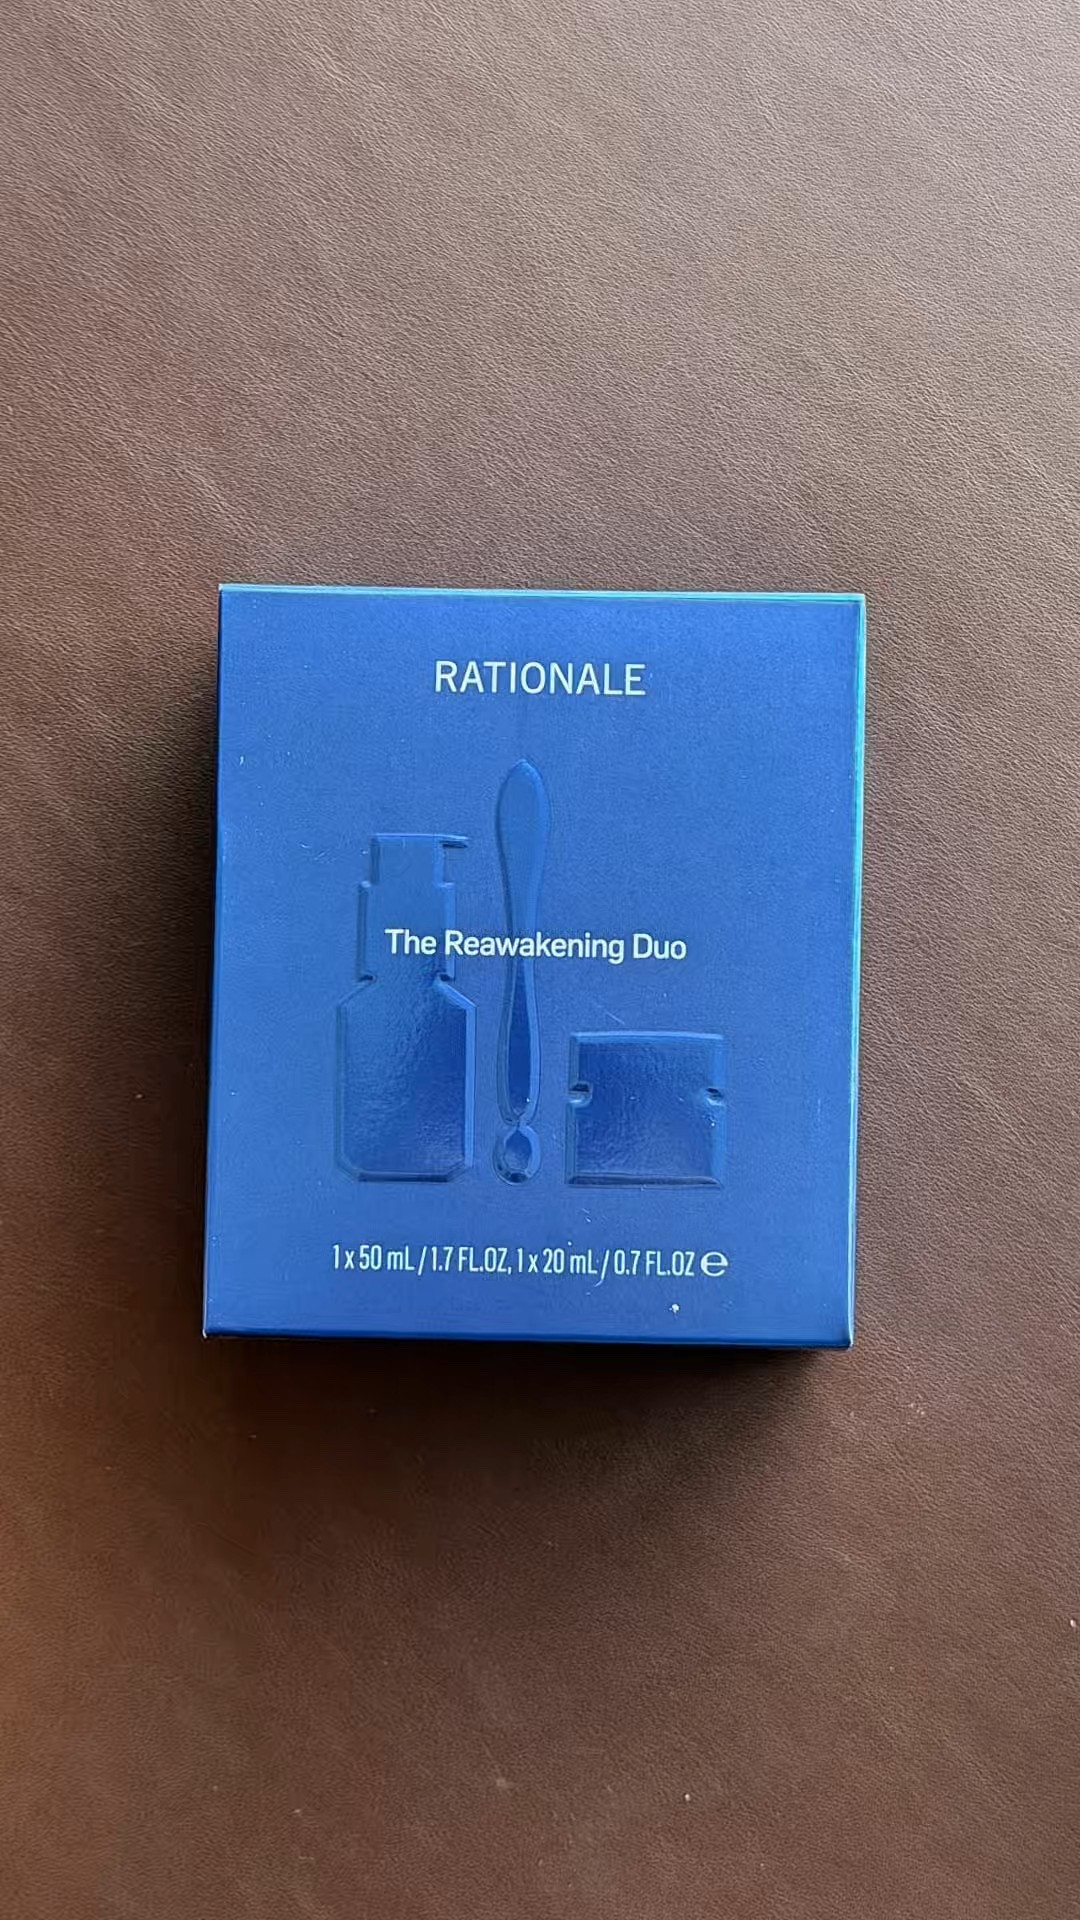 RATIONALE
The Reawakening Duo
1 x 50 mL / 1.7 FL.OZ, 1 x 20 mL / 0.7 FL.OZ ℮